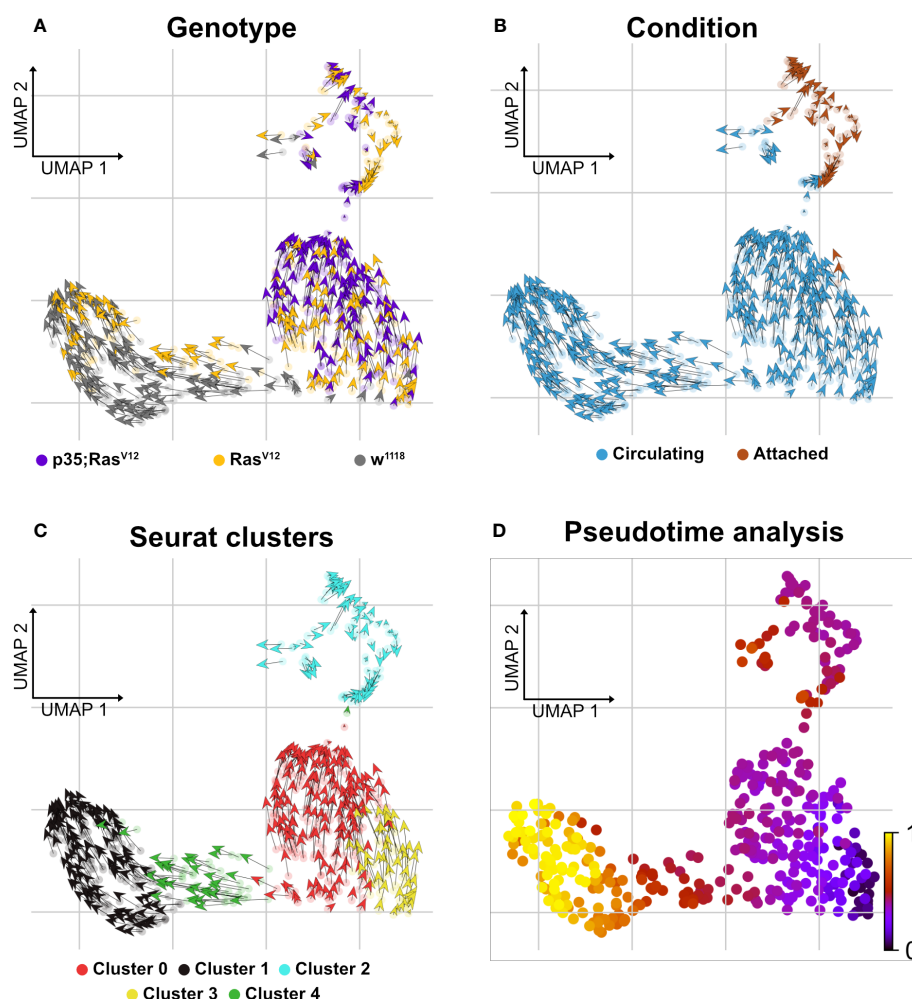 A
Genotype
UMAP 2
UMAP 1
p35;Rasⱽ¹²
Rasⱽ¹²
w¹¹¹⁸
B
Condition
UMAP 2
UMAP 1
Circulating
Attached
C
Seurat clusters
UMAP 2
UMAP 1
Cluster 0 Cluster 1 Cluster 2
Cluster 3 Cluster 4
D
Pseudotime analysis
UMAP 2
UMAP 1
1
0